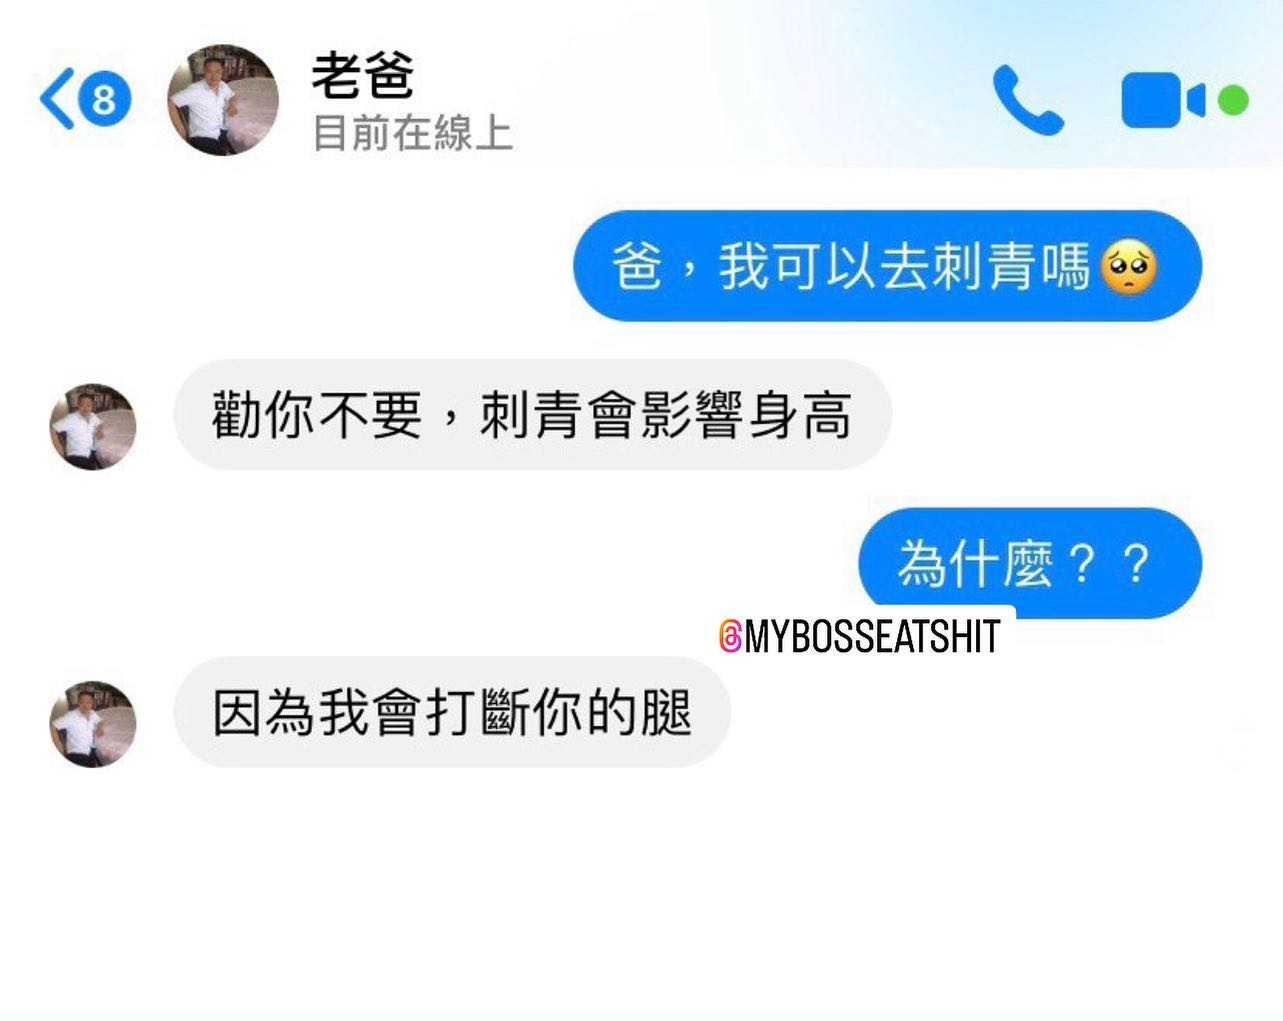 8
老爸
目前在線上
爸，我可以去刺青嗎🥺
勸你不要，刺青會影響身高
為什麼？？
@MYBOSSEATSHIT
因為我會打斷你的腿